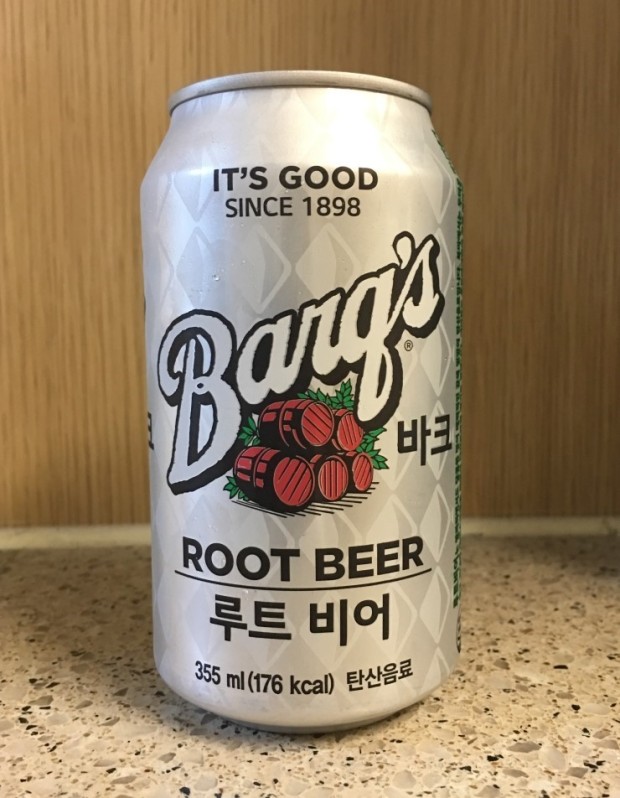 IT'S GOOD
SINCE 1898
Barq's®
바크
ROOT BEER
루트 비어
355 ml (176 kcal) 탄산음료